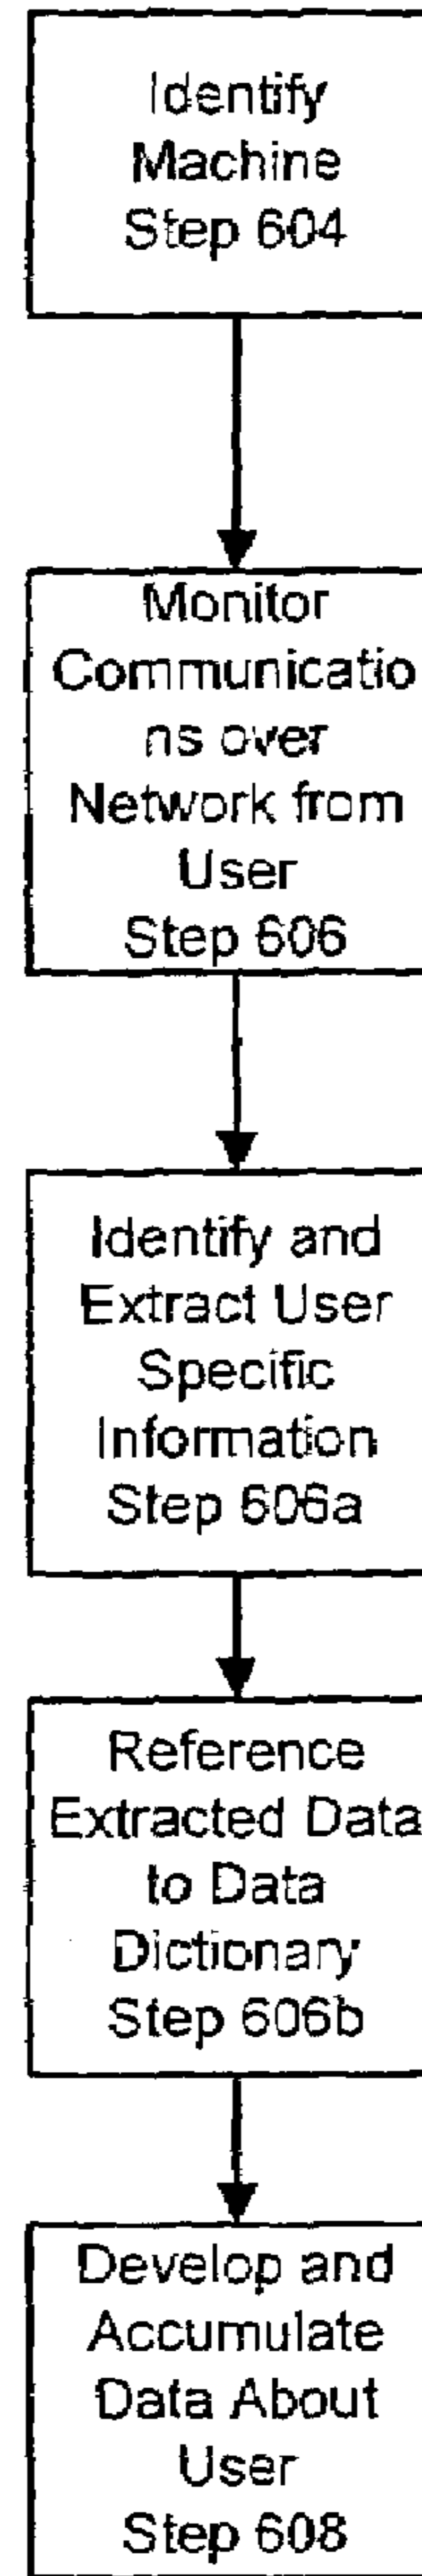 Identify
Machine
Step 604
Monitor
Communicatio
ns over
Network from
User
Step 606
Identify and
Extract User
Specific
Information
Step 606a
Reference
Extracted Data
to Data
Dictionary
Step 606b
Develop and
Accumulate
Data About
User
Step 608